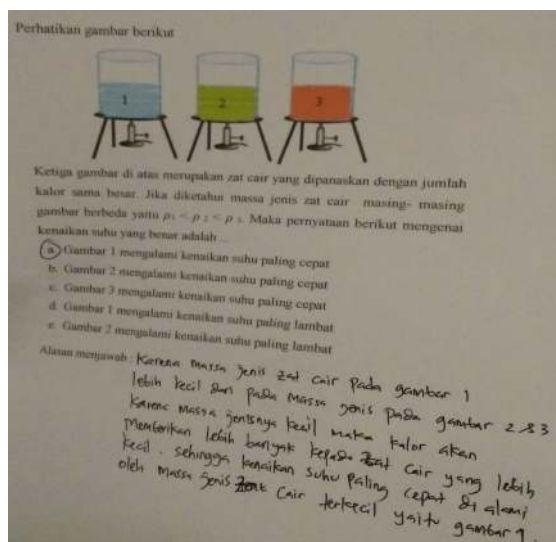 Perhatikan gambar berikut
1 2 3
Ketiga gambar di atas merupakan zat cair yang dipanaskan dengan jumlah
kalor sama besar. Jika diketahui massa jenis zat cair masing- masing
gambar berbeda yaitu ρ₁ < ρ ₂ < ρ ₃. Maka pernyataan berikut mengenai
kenaikan suhu yang benar adalah ...
a. Gambar 1 mengalami kenaikan suhu paling cepat
b. Gambar 2 mengalami kenaikan suhu paling cepat
c. Gambar 3 mengalami kenaikan suhu paling cepat
d. Gambar 1 mengalami kenaikan suhu paling lambat
e. Gambar 2 mengalami kenaikan suhu paling lambat
Alasan menjawab : Karena massa jenis zat cair pada gambar 1
lebih kecil dari pada massa jenis pada gambar 2 & 3
Karena massa jenisnya kecil maka kalor akan
memberikan lebih banyak kepada zat cair yang lebih
kecil. sehingga kenaikan suhu paling cepat di alami
oleh massa jenis zat cair terkecil yaitu gambar 1.